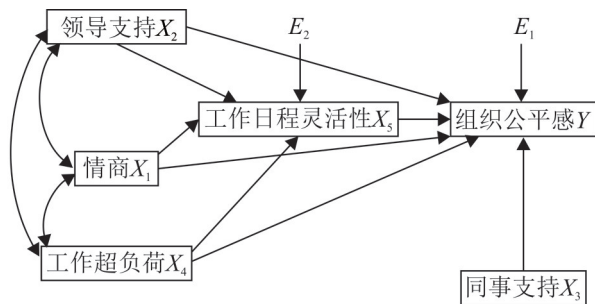 领导支持X₂
E₂
E₁
工作日程灵活性X₅
组织公平感Y
情商X₁
工作超负荷X₄
同事支持X₃